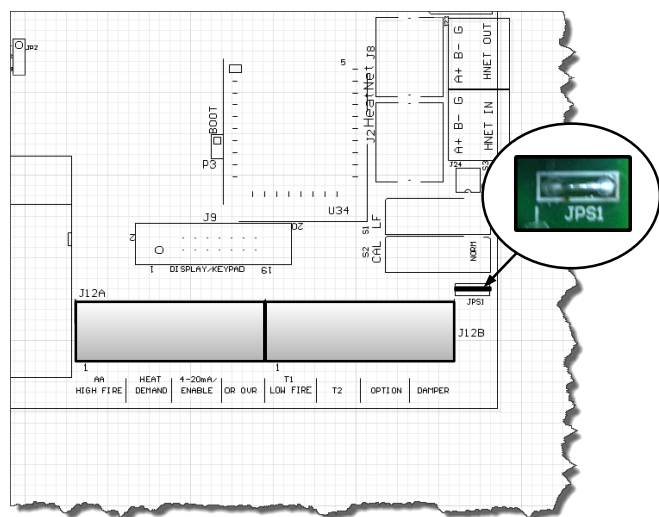 JP2
5
J8
HeatNet
J2
A+ B- G
HNET OUT
A+ B- G
HNET IN
BOOT
P3
J24
S3
U34
J9
2
20
1
19
DISPLAY/KEYPAD
S1
LF
S2
CAL
NORM
JPS1
JPS1
J12A
J12B
1
1
AA
HIGH FIRE
HEAT
DEMAND
4-20mA/
ENABLE
OR OVR
T1
LOW FIRE
T2
OPTION
DAMPER